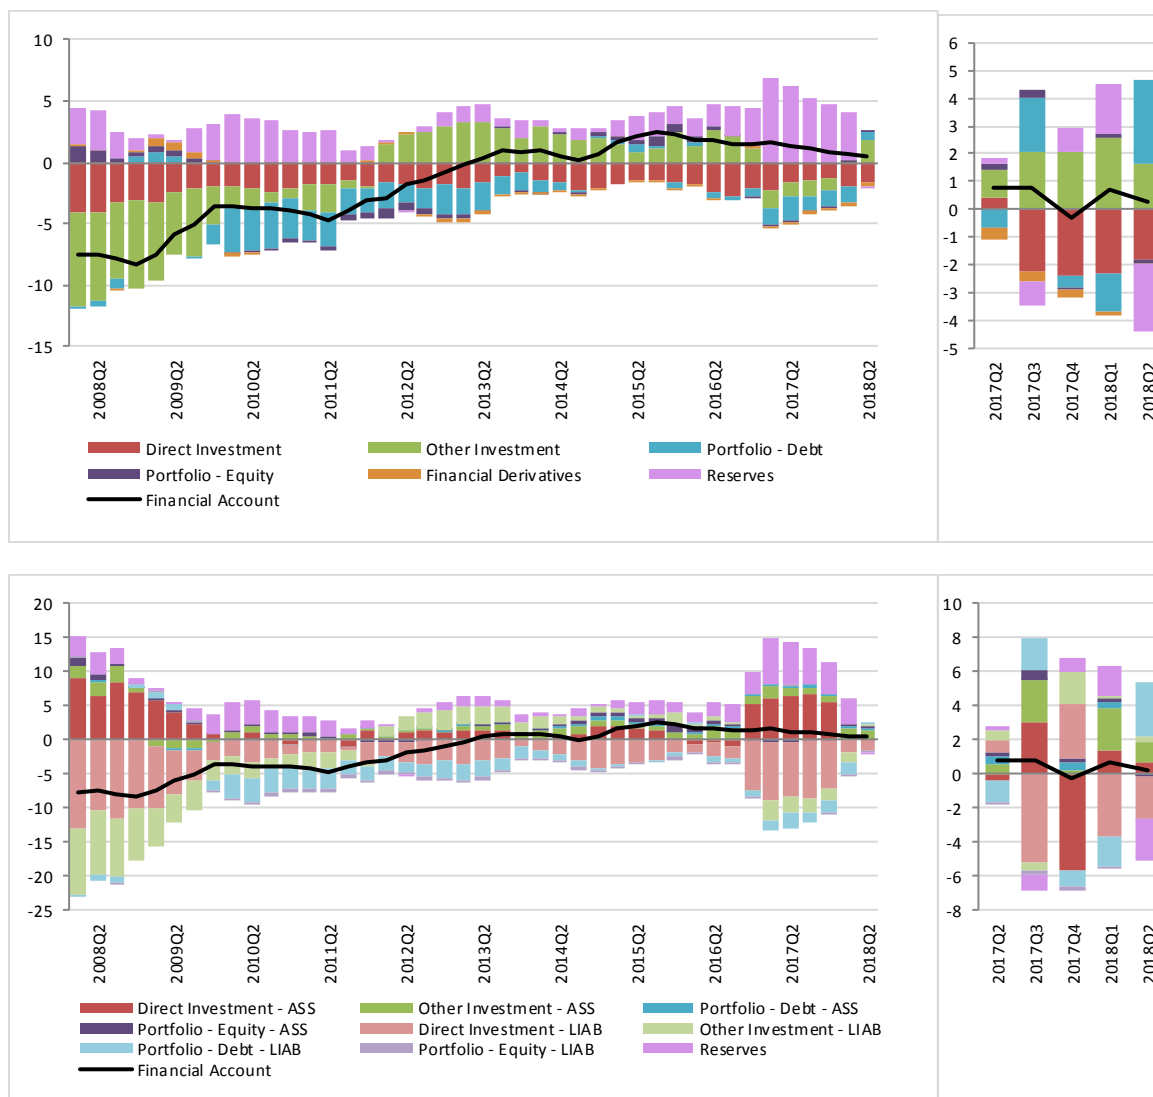 10
5
0
-5
-10
-15
2008Q2
2009Q2
2010Q2
2011Q2
2012Q2
2013Q2
2014Q2
2015Q2
2016Q2
2017Q2
2018Q2
Direct Investment
Other Investment
Portfolio - Debt
Portfolio - Equity
Financial Derivatives
Reserves
Financial Account
6
5
4
3
2
1
0
-1
-2
-3
-4
-5
2017Q2
2017Q3
2017Q4
2018Q1
2018Q2
20
15
10
5
0
-5
-10
-15
-20
-25
2008Q2
2009Q2
2010Q2
2011Q2
2012Q2
2013Q2
2014Q2
2015Q2
2016Q2
2017Q2
2018Q2
Direct Investment - ASS
Other Investment - ASS
Portfolio - Debt - ASS
Portfolio - Equity - ASS
Direct Investment - LIAB
Other Investment - LIAB
Portfolio - Debt - LIAB
Portfolio - Equity - LIAB
Reserves
Financial Account
10
8
6
4
2
0
-2
-4
-6
-8
2017Q2
2017Q3
2017Q4
2018Q1
2018Q2